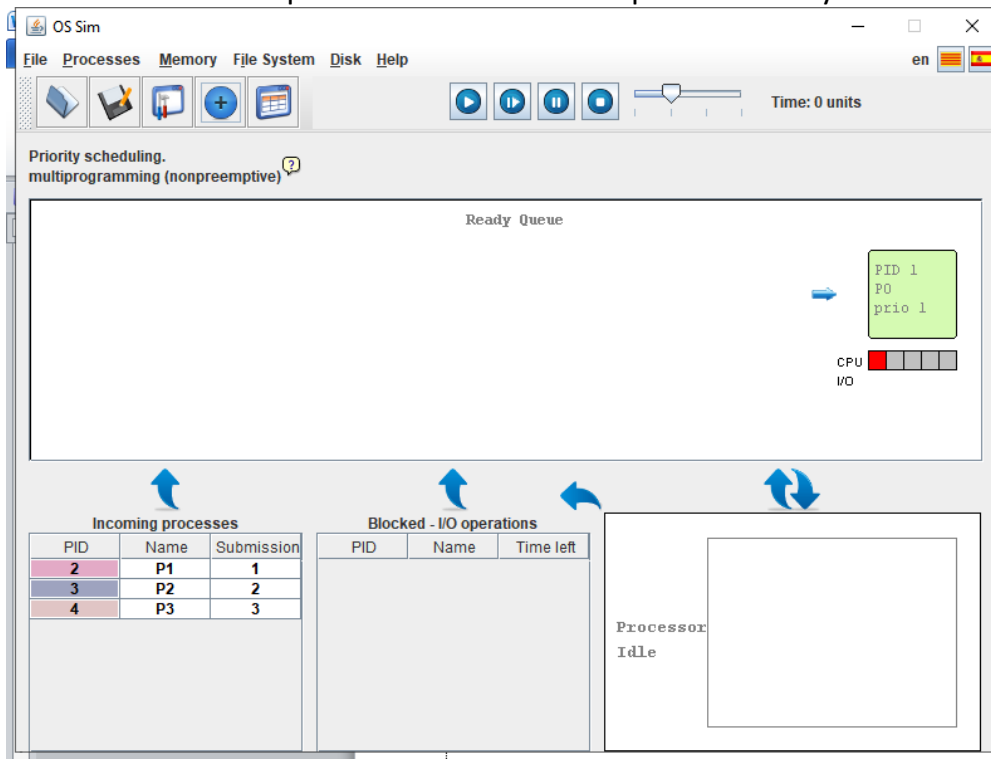 OS Sim
File Processes Memory File System Disk Help en
Time: 0 units
Priority scheduling.
multiprogramming (nonpreemptive) ?
Ready Queue
PID 1
P0
prio 1
CPU
I/O
Incoming processes
PID Name Submission
2 P1 1
3 P2 2
4 P3 3
Blocked - I/O operations
PID Name Time left
Processor
Idle